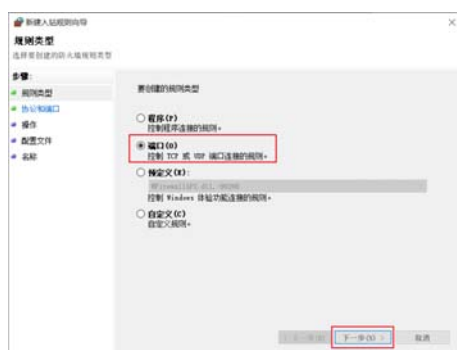 新建入站规则向导
规则类型
选择要创建的防火墙规则类型
步骤:
规则类型
协议和端口
操作
配置文件
名称
要创建的规则类型
程序(P)
控制程序连接的规则。
端口(O)
控制 TCP 或 UDP 端口连接的规则。
预定义(E):
控制 Windows 体验功能连接的规则。
自定义(C)
自定义规则。
下一步(N) >
取消